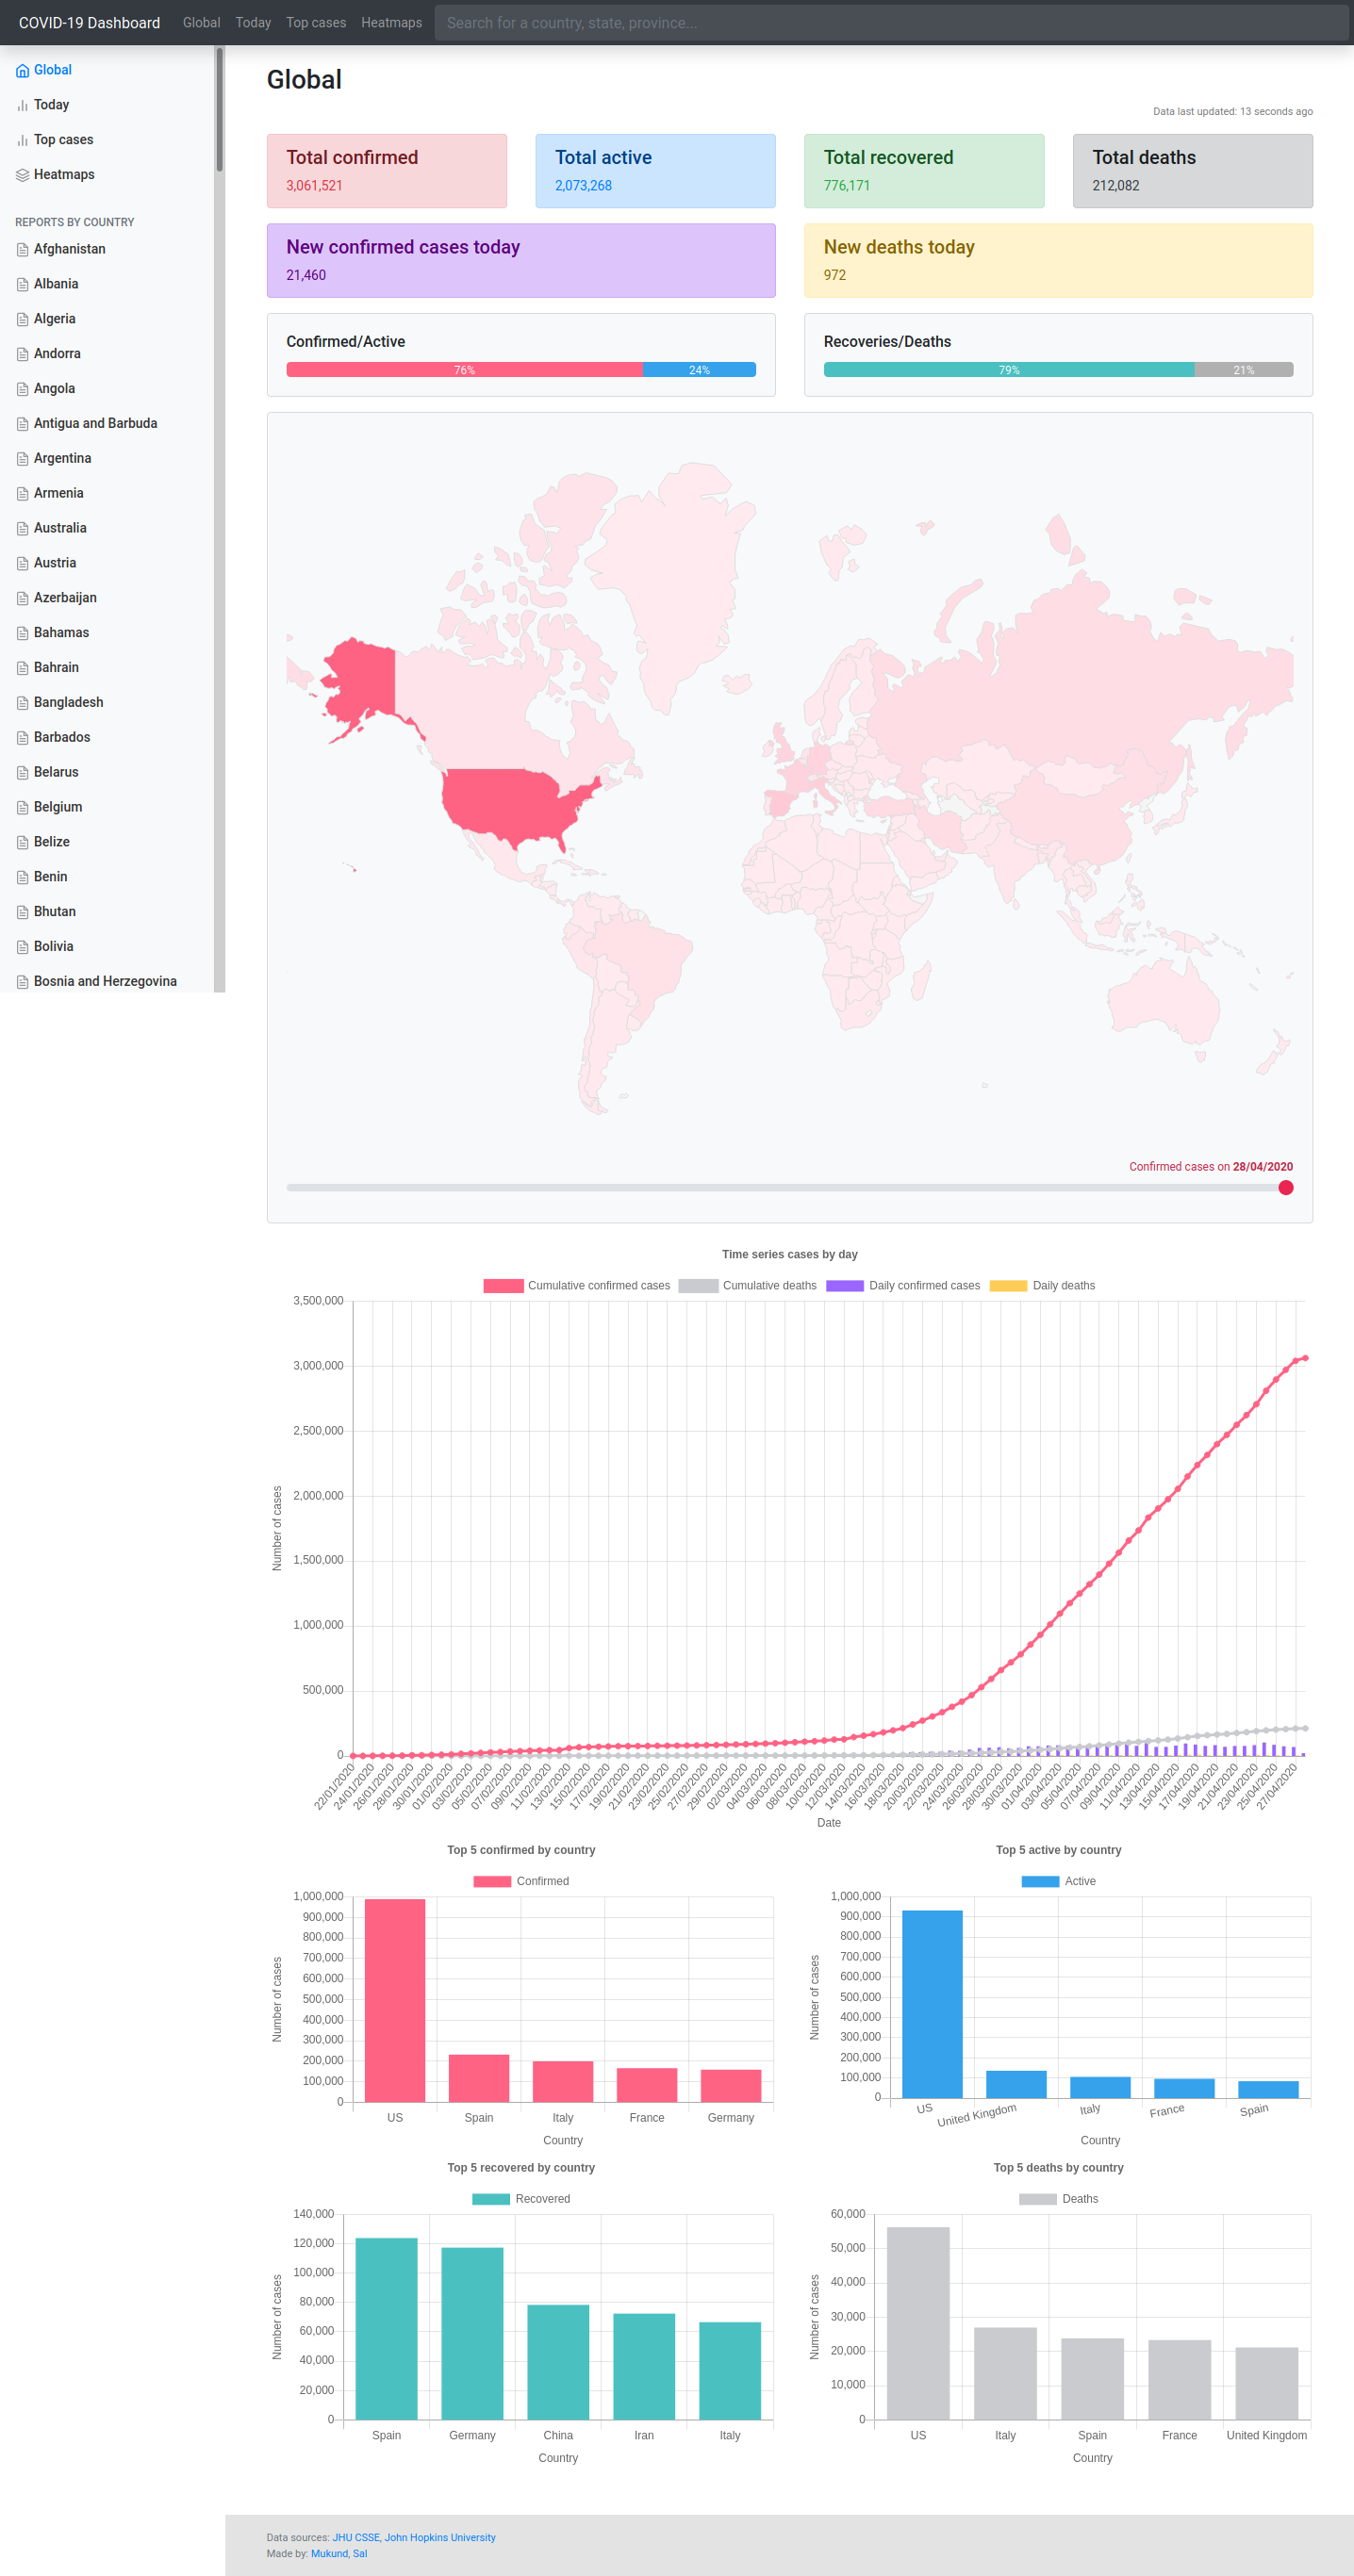 COVID-19 Dashboard Global Today Top cases Heatmaps Search for a country, state, province...
Global
Today
Top cases
Heatmaps
REPORTS BY COUNTRY
Afghanistan
Albania
Algeria
Andorra
Angola
Antigua and Barbuda
Argentina
Armenia
Australia
Austria
Azerbaijan
Bahamas
Bahrain
Bangladesh
Barbados
Belarus
Belgium
Belize
Benin
Bhutan
Bolivia
Bosnia and Herzegovina
Global
Data last updated: 13 seconds ago
Total confirmed
3,061,521
Total active
2,073,268
Total recovered
776,171
Total deaths
212,082
New confirmed cases today
21,460
New deaths today
972
Confirmed/Active
76% 24%
Recoveries/Deaths
79% 21%
Confirmed cases on 28/04/2020
Time series cases by day
Cumulative confirmed cases Cumulative deaths Daily confirmed cases Daily deaths
Number of cases
3,500,000
3,000,000
2,500,000
2,000,000
1,500,000
1,000,000
500,000
0
22/01/2020 24/01/2020 26/01/2020 28/01/2020 30/01/2020 01/02/2020 03/02/2020 05/02/2020 07/02/2020 09/02/2020 11/02/2020 13/02/2020 15/02/2020 17/02/2020 19/02/2020 21/02/2020 23/02/2020 25/02/2020 27/02/2020 29/02/2020 02/03/2020 04/03/2020 06/03/2020 08/03/2020 10/03/2020 12/03/2020 14/03/2020 16/03/2020 18/03/2020 20/03/2020 22/03/2020 24/03/2020 26/03/2020 28/03/2020 30/03/2020 01/04/2020 03/04/2020 05/04/2020 07/04/2020 09/04/2020 11/04/2020 13/04/2020 15/04/2020 17/04/2020 19/04/2020 21/04/2020 23/04/2020 25/04/2020 27/04/2020
Date
Top 5 confirmed by country
Confirmed
Number of cases
1,000,000
900,000
800,000
700,000
600,000
500,000
400,000
300,000
200,000
100,000
0
US Spain Italy France Germany
Country
Top 5 active by country
Active
Number of cases
1,000,000
900,000
800,000
700,000
600,000
500,000
400,000
300,000
200,000
100,000
0
US United Kingdom Italy France Spain
Country
Top 5 recovered by country
Recovered
Number of cases
140,000
120,000
100,000
80,000
60,000
40,000
20,000
0
Spain Germany China Iran Italy
Country
Top 5 deaths by country
Deaths
Number of cases
60,000
50,000
40,000
30,000
20,000
10,000
0
US Italy Spain France United Kingdom
Country
Data sources: JHU CSSE, John Hopkins University
Made by: Mukund, Sal